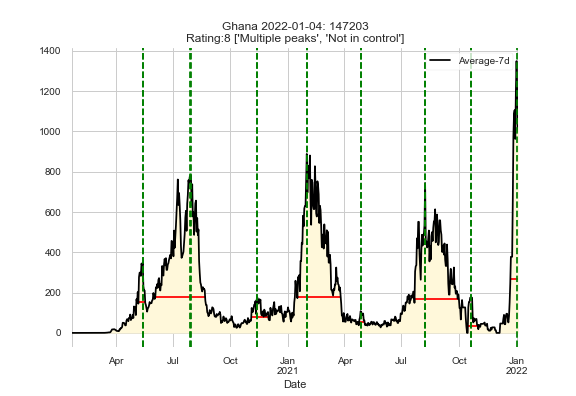 Ghana 2022-01-04: 147203
Rating:8 ['Multiple peaks', 'Not in control']
1400
1200
1000
800
600
400
200
0
Average-7d
Apr Jul Oct Jan Apr Jul Oct Jan
2021 2022
Date